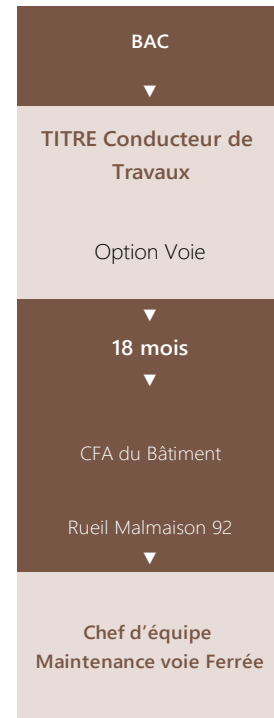 BAC
▼
TITRE Conducteur de
Travaux
Option Voie
▼
18 mois
▼
CFA du Bâtiment
Rueil Malmaison 92
▼
Chef d’équipe
Maintenance voie Ferrée